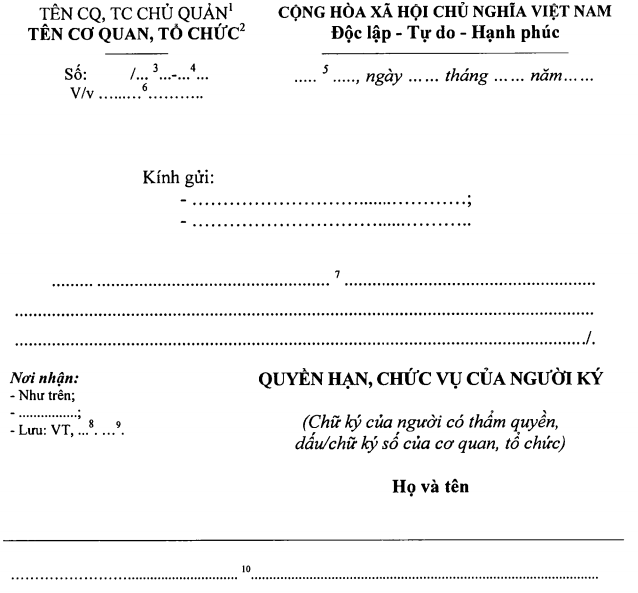 TÊN CQ, TC CHỦ QUẢN¹
TÊN CƠ QUAN, TỔ CHỨC²
CỘNG HÒA XÃ HỘI CHỦ NGHĨA VIỆT NAM
Độc lập - Tự do - Hạnh phúc
Số: /... ³...-...⁴...
V/v .........⁶...........
..... ⁵ ....., ngày ...... tháng ...... năm......
Kính gửi:
- .............................................;
- .............................................
......... .................................................. ⁷ ......................................................
..............................................................................................................................
............................................................................................................................/.
Nơi nhận:
- Như trên;
- ................;
- Lưu: VT, ...⁸. ...⁹.
QUYỀN HẠN, CHỨC VỤ CỦA NGƯỜI KÝ
(Chữ ký của người có thẩm quyền,
dấu/chữ ký số của cơ quan, tổ chức)
Họ và tên
.................................................. ¹⁰...........................................................................